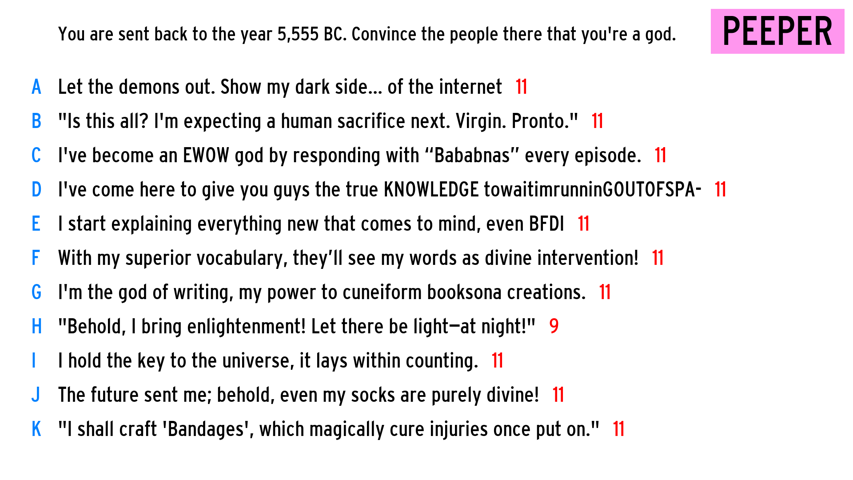 You are sent back to the year 5,555 BC. Convince the people there that you're a god.
PEEPER
A Let the demons out. Show my dark side... of the internet 11
B "Is this all? I'm expecting a human sacrifice next. Virgin. Pronto." 11
C I've become an EWOW god by responding with “Bababnas” every episode. 11
D I've come here to give you guys the true KNOWLEDGE towaitimrunninGOUTOFSPA- 11
E I start explaining everything new that comes to mind, even BFDI 11
F With my superior vocabulary, they’ll see my words as divine intervention! 11
G I'm the god of writing, my power to cuneiform booksona creations. 11
H "Behold, I bring enlightenment! Let there be light—at night!" 9
I I hold the key to the universe, it lays within counting. 11
J The future sent me; behold, even my socks are purely divine! 11
K "I shall craft 'Bandages', which magically cure injuries once put on." 11